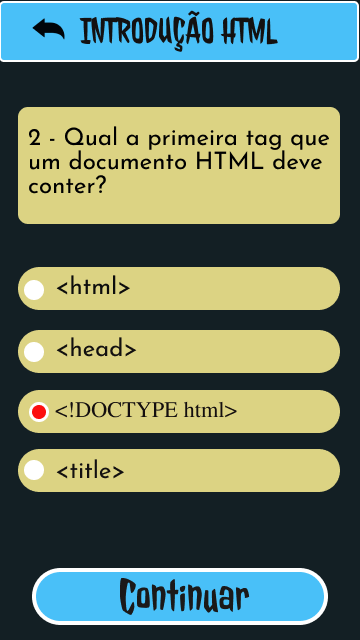 INTRODUÇÃO HTML
2 - Qual a primeira tag que
um documento HTML deve
conter?
<html>
<head>
<!DOCTYPE html>
<title>
Continuar